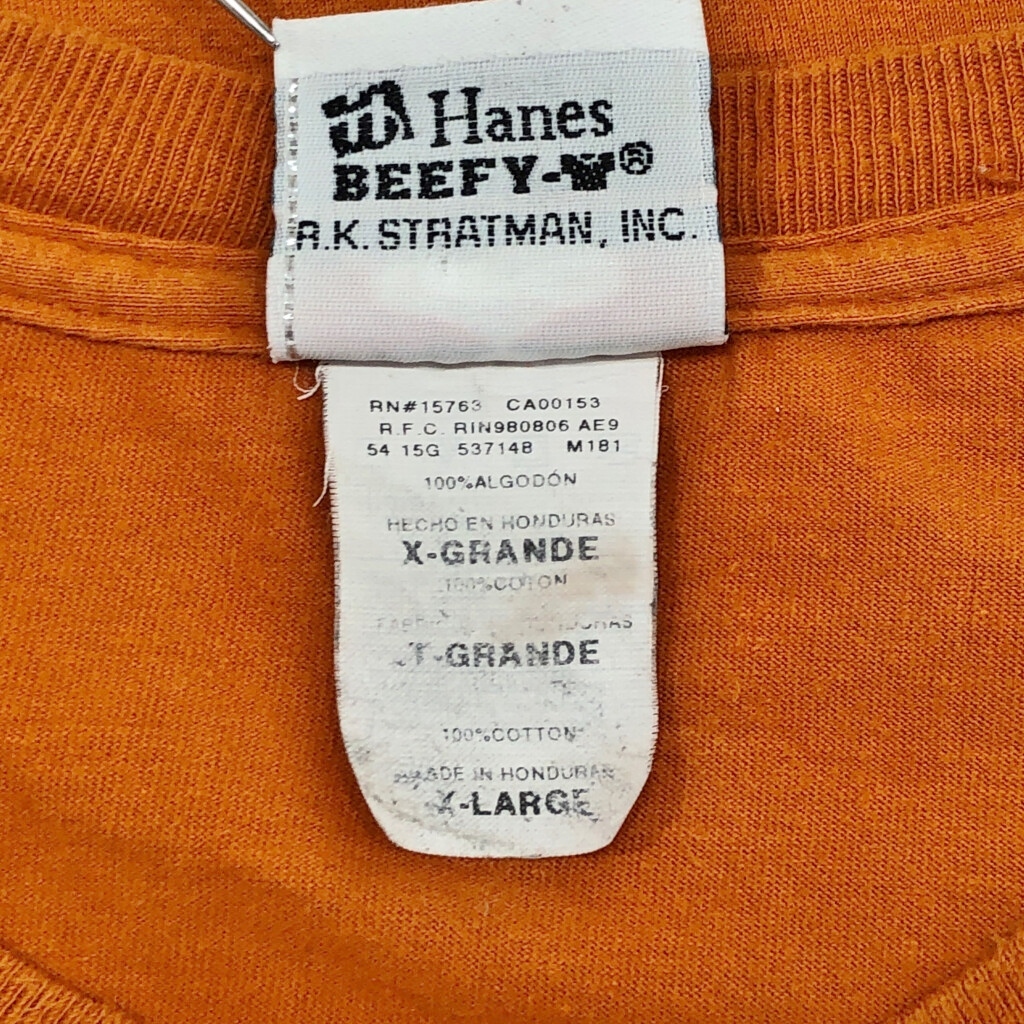 Hanes
BEEFY-®
R.K. STRATMAN, INC.
RN#15763 CA00153
R.F.C. RIN980806 AE9
54 15G 537148 M181
100%ALGODÓN
HECHO EN HONDURAS
X-GRANDE
100%COTON
T-GRANDE
100%COTTON
IN HONDURAS
X-LARGE